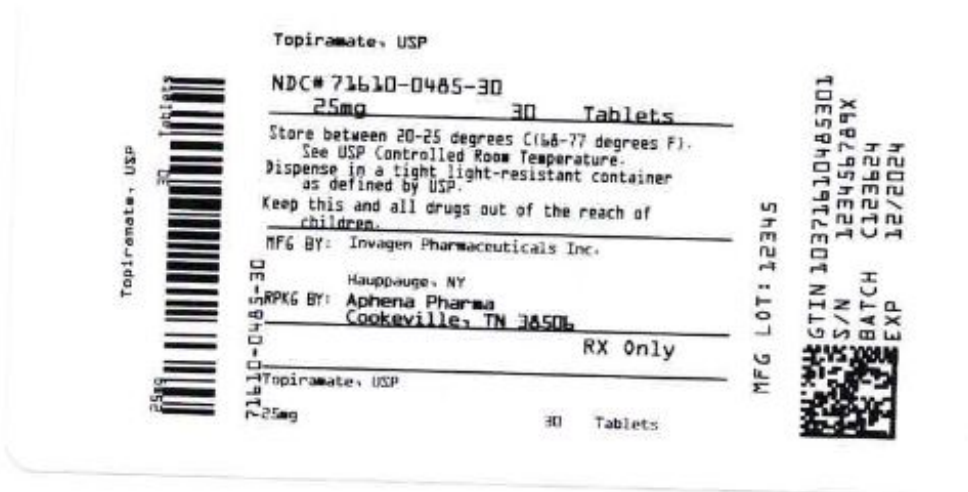 Topiramate, USP
NDC# 71610-0485-30
25mg 30 Tablets
Store between 20-25 degrees C(68-77 degrees F).
See USP Controlled Room Temperature.
Dispense in a tight light-resistant container
as defined by USP.
Keep this and all drugs out of the reach of
children.
MFG BY: Invagen Pharmaceuticals Inc.
Hauppauge, NY
RPKG BY: Aphena Pharma
Cookeville, TN 38506
RX Only
Topiramate, USP
25mg 30 Tablets
Topiramate, USP
25mg 30 Tablets
71610-0485-30
MFG LOT: 12345
GTIN 10371610485301
S/N 123456789X
BATCH C123624
EXP 12/2024